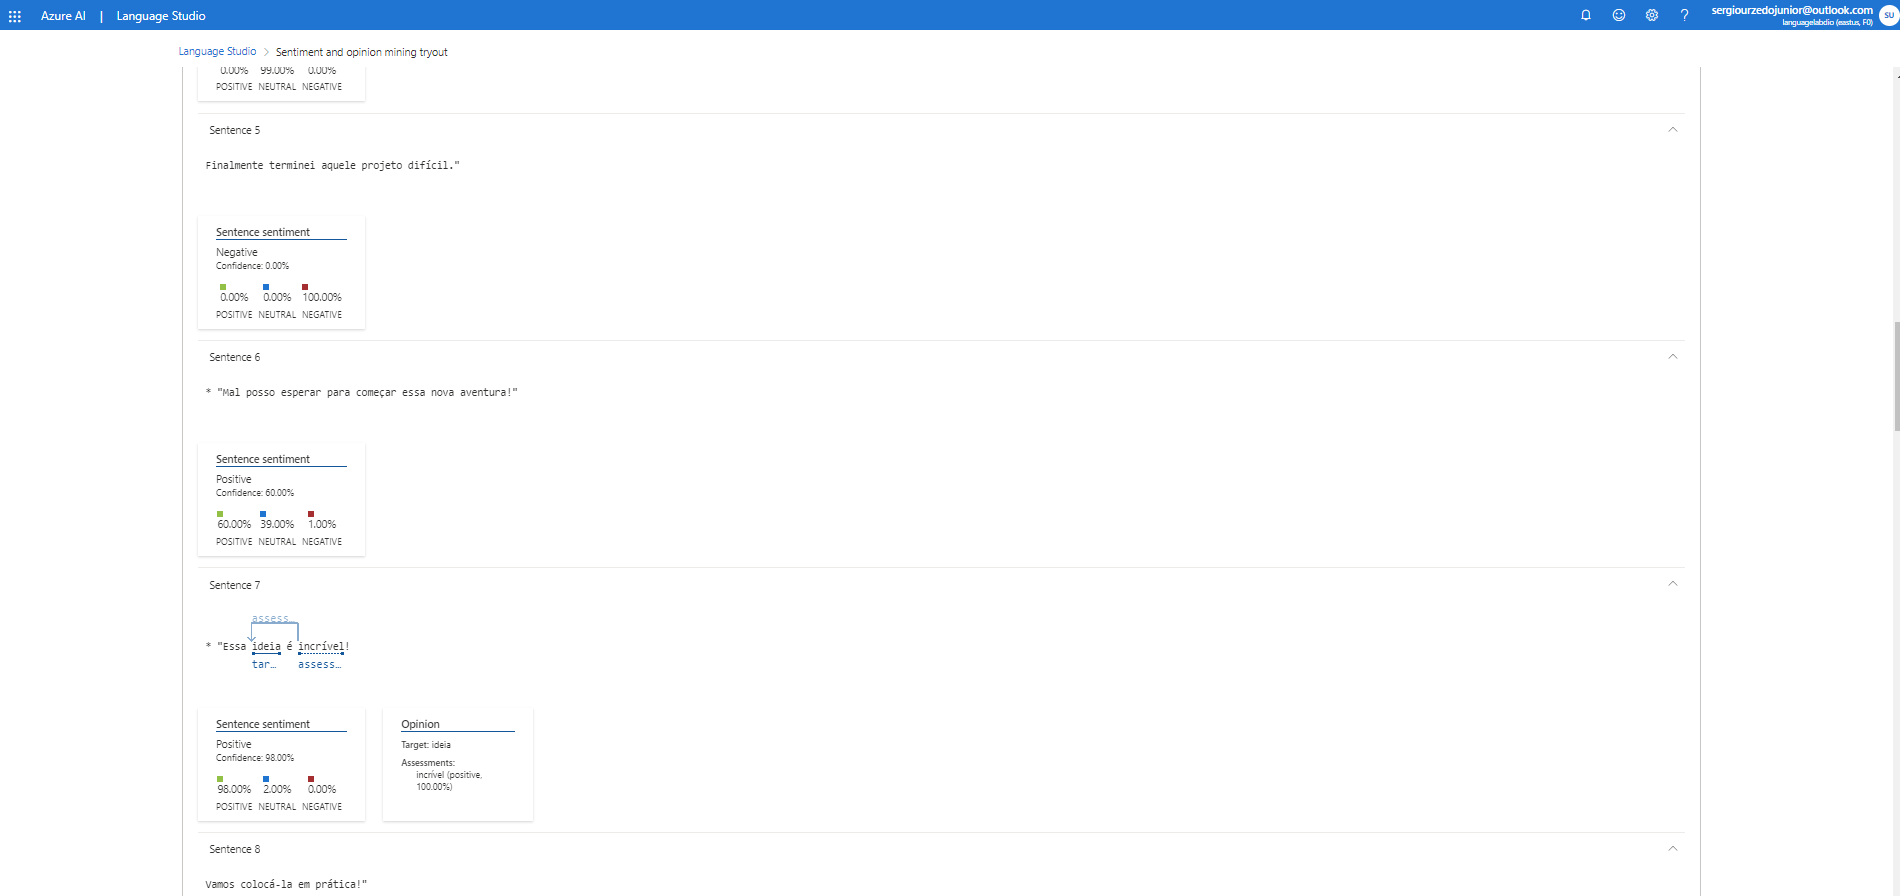 Azure AI | Language Studio
sergiourzedojunior@outlook.com
languagelabdio (eastus, F0)
SU
Language Studio > Sentiment and opinion mining tryout
0.00% 99.00% 0.00%
POSITIVE NEUTRAL NEGATIVE
Sentence 5
Finalmente terminei aquele projeto difícil."
Sentence sentiment
Negative
Confidence: 0.00%
0.00% 0.00% 100.00%
POSITIVE NEUTRAL NEGATIVE
Sentence 6
* "Mal posso esperar para começar essa nova aventura!"
Sentence sentiment
Positive
Confidence: 60.00%
60.00% 39.00% 1.00%
POSITIVE NEUTRAL NEGATIVE
Sentence 7
assess…
* "Essa ideia é incrível!
tar… assess…
Sentence sentiment
Positive
Confidence: 98.00%
98.00% 2.00% 0.00%
POSITIVE NEUTRAL NEGATIVE
Opinion
Target: ideia
Assessments:
incrível (positive,
100.00%)
Sentence 8
Vamos colocá-la em prática!"